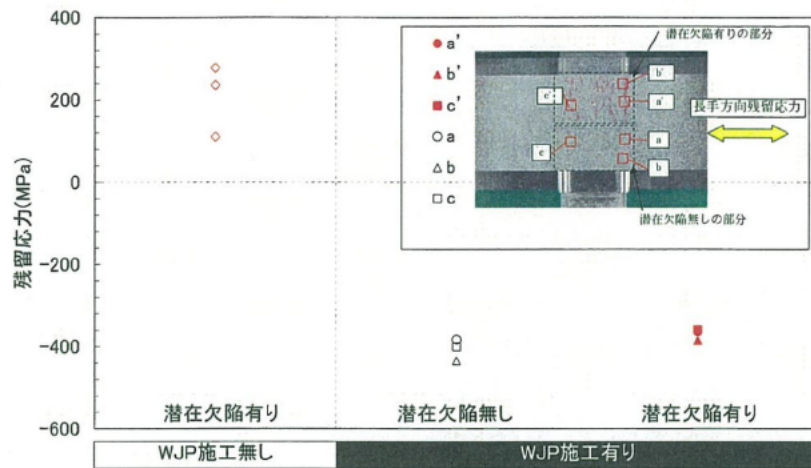 400
200
0
-200
-400
-600
残留応力(MPa)
a'
b'
c'
a
b
c
潜在欠陥有りの部分
b'
a'
c'
a
c
b
潜在欠陥無しの部分
長手方向残留応力
潜在欠陥有り
潜在欠陥無し
潜在欠陥有り
WJP施工無し
WJP施工有り